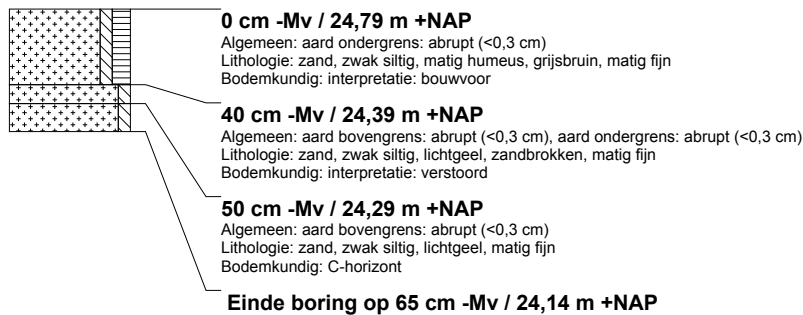 0 cm -Mv / 24,79 m +NAP
Algemeen: aard ondergrens: abrupt (<0,3 cm)
Lithologie: zand, zwak siltig, matig humeus, grijsbruin, matig fijn
Bodemkundig: interpretatie: bouwvoor
40 cm -Mv / 24,39 m +NAP
Algemeen: aard bovengrens: abrupt (<0,3 cm), aard ondergrens: abrupt (<0,3 cm)
Lithologie: zand, zwak siltig, lichtgeel, zandbrokken, matig fijn
Bodemkundig: interpretatie: verstoord
50 cm -Mv / 24,29 m +NAP
Algemeen: aard bovengrens: abrupt (<0,3 cm)
Lithologie: zand, zwak siltig, lichtgeel, matig fijn
Bodemkundig: C-horizont
Einde boring op 65 cm -Mv / 24,14 m +NAP